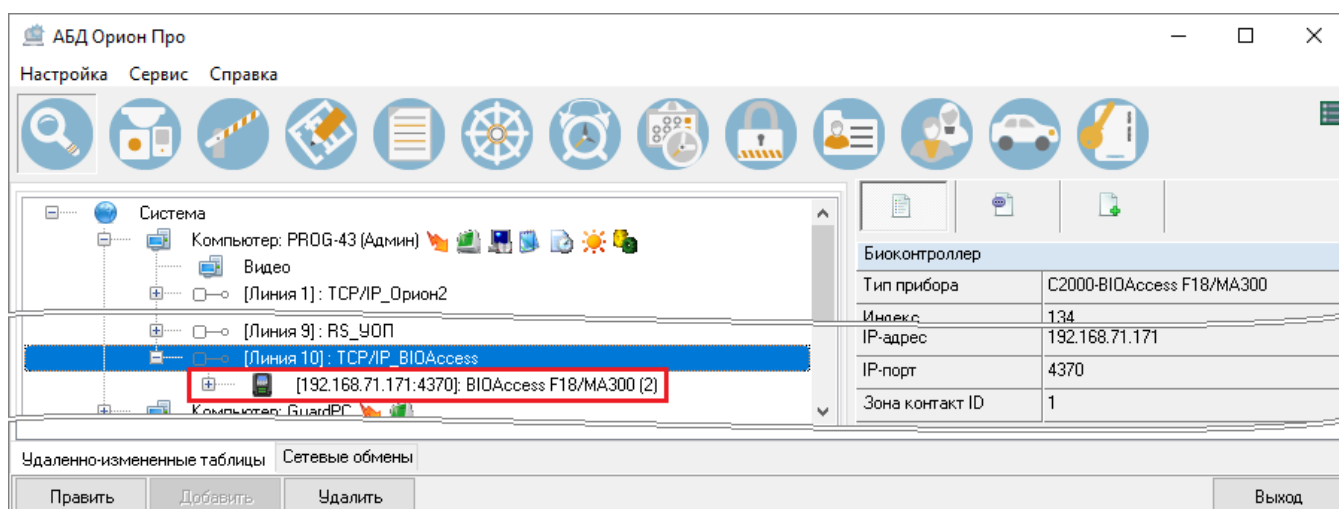 АБД Орион Про
Настройка Сервис Справка
Система
Компьютер: PROG-43 (Админ)
Видео
[Линия 1] : TCP/IP_Орион2
[Линия 9] : RS_УОП
[Линия 10] : TCP/IP_BIOAccess
[192.168.71.171:4370]: BIOAccess F18/MA300 (2)
Компьютер: GuardPC
Биоконтроллер
Тип прибора С2000-BIOAccess F18/MA300
Индекс 134
IP-адрес 192.168.71.171
IP-порт 4370
Зона контакт ID 1
Удаленно-измененные таблицы Сетевые обмены
Править Добавить Удалить Выход